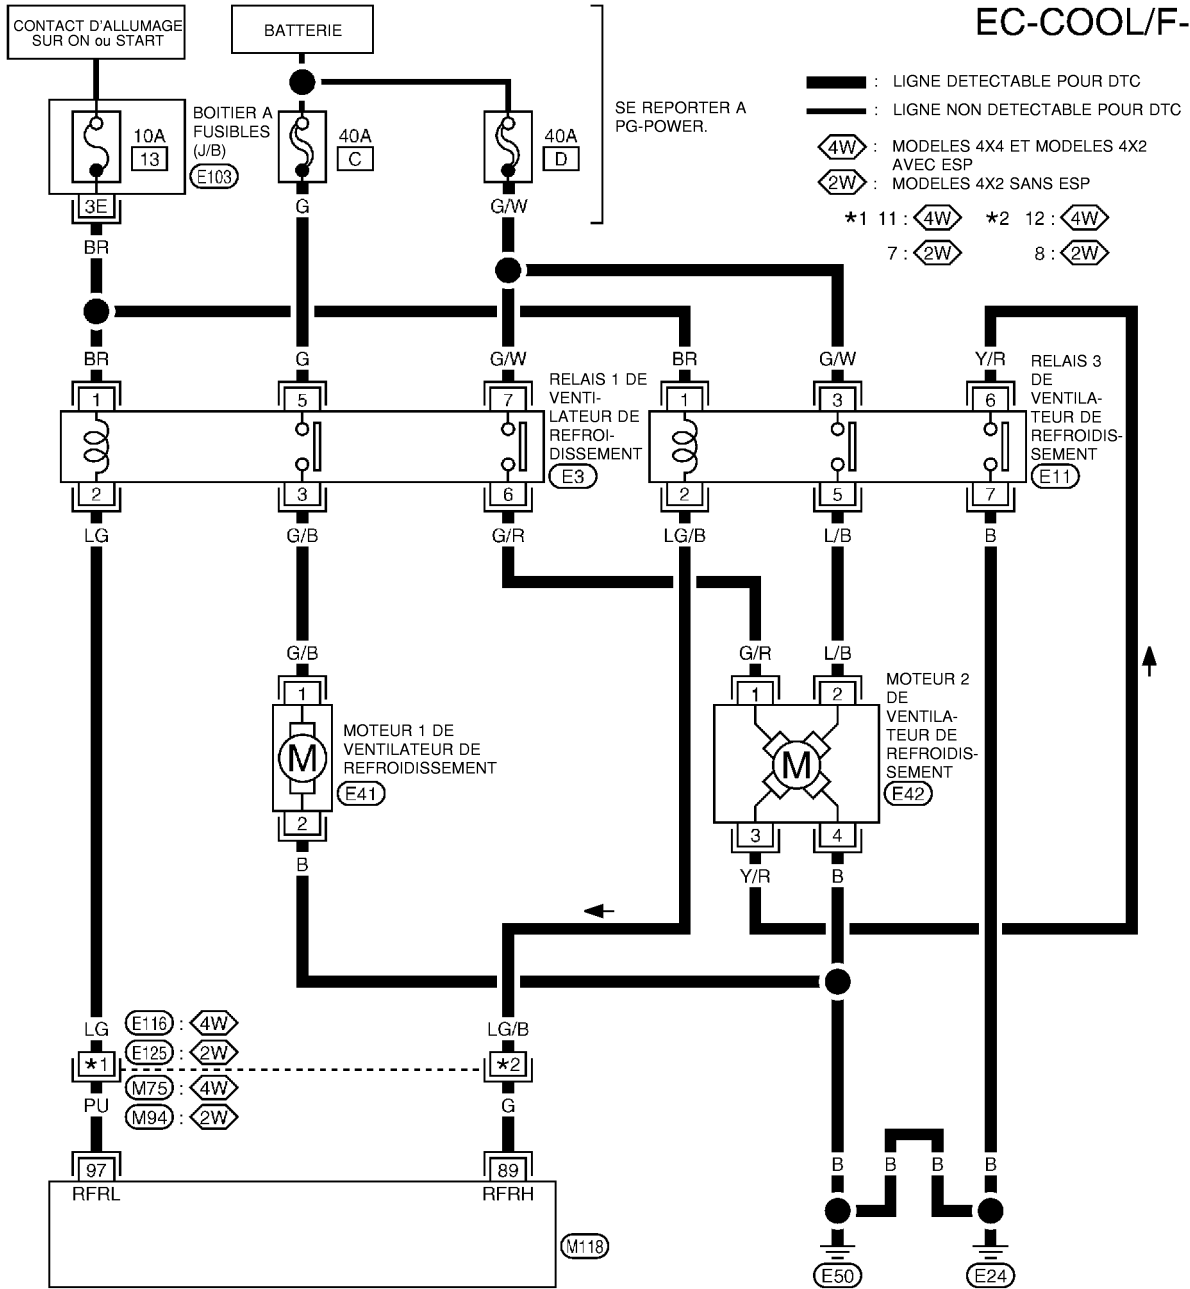 EC-COOL/F-
CONTACT D'ALLUMAGE
SUR ON ou START
BATTERIE
LIGNE DETECTABLE POUR DTC
LIGNE NON DETECTABLE POUR DTC
4W : MODELES 4X4 ET MODELES 4X2
AVEC ESP
2W : MODELES 4X2 SANS ESP
*1 11 : 4W *2 12 : 4W
7 : 2W 8 : 2W
SE REPORTER A
PG-POWER.
10A
13
BOITIER A
FUSIBLES
(J/B)
E103
40A
C
40A
D
3E
G
G/W
BR
BR
G
G/W
BR
G/W
Y/R
1
5
7
1
3
6
RELAIS 1 DE
VENTI-
LATEUR DE
REFROI-
DISSEMENT
E3
RELAIS 3
DE
VENTILA-
TEUR DE
REFROIDIS-
SEMENT
E11
2
3
6
2
5
7
LG
G/B
G/R
LG/B
L/B
B
G/B
G/R
L/B
1
1
2
M
MOTEUR 1 DE
VENTILATEUR DE
REFROIDISSEMENT
E41
M
MOTEUR 2
DE
VENTILA-
TEUR DE
REFROIDIS-
SEMENT
E42
2
3
4
B
Y/R
B
LG
E116 : 4W
E125 : 2W
LG/B
*1
*2
M75 : 4W
M94 : 2W
PU
G
97
89
RFRL
RFRH
M118
B
B
B
B
E50
E24